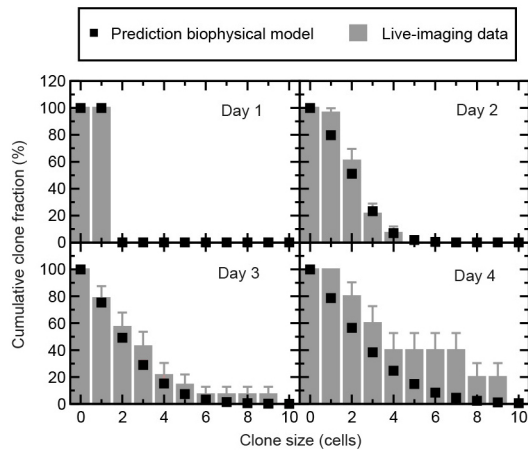 Prediction biophysical model
Live-imaging data
Cumulative clone fraction (%)
120
100
80
60
40
20
0
Day 1
Day 2
100
80
60
40
20
0
Day 3
Day 4
0 2 4 6 8 10 0 2 4 6 8 10
Clone size (cells)